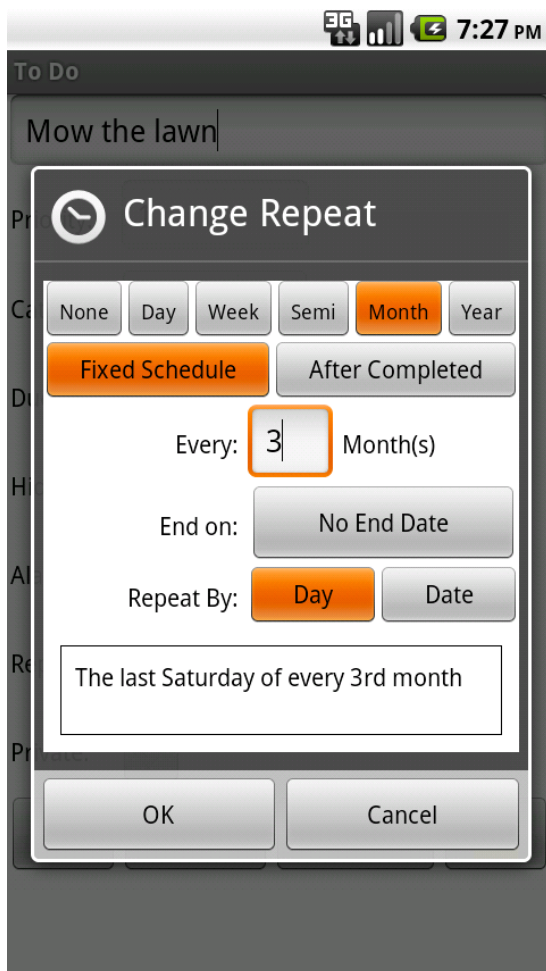 3G 7:27 PM
To Do
Mow the lawn
Change Repeat
None Day Week Semi Month Year
Fixed Schedule After Completed
Every: 3 Month(s)
End on: No End Date
Repeat By: Day Date
The last Saturday of every 3rd month
OK Cancel